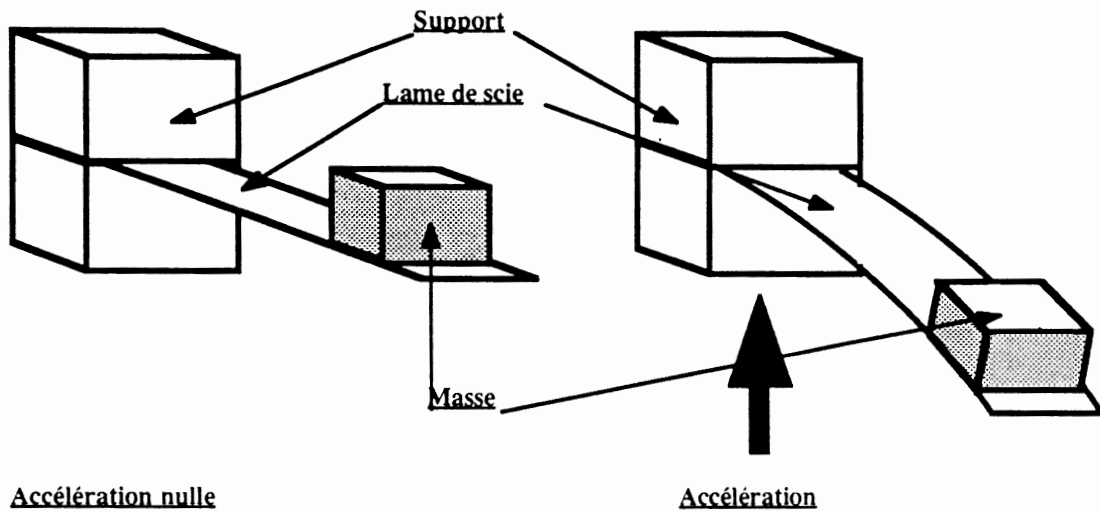 Support
Lame de scie
Masse
Accélération nulle
Accélération